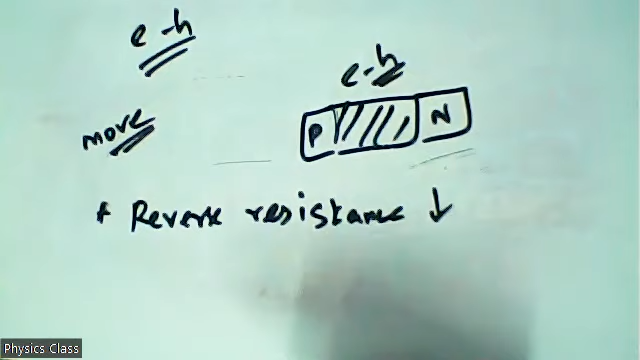 e-h
e-h
move
P N
* Reverse resistance ↓
Physics Class